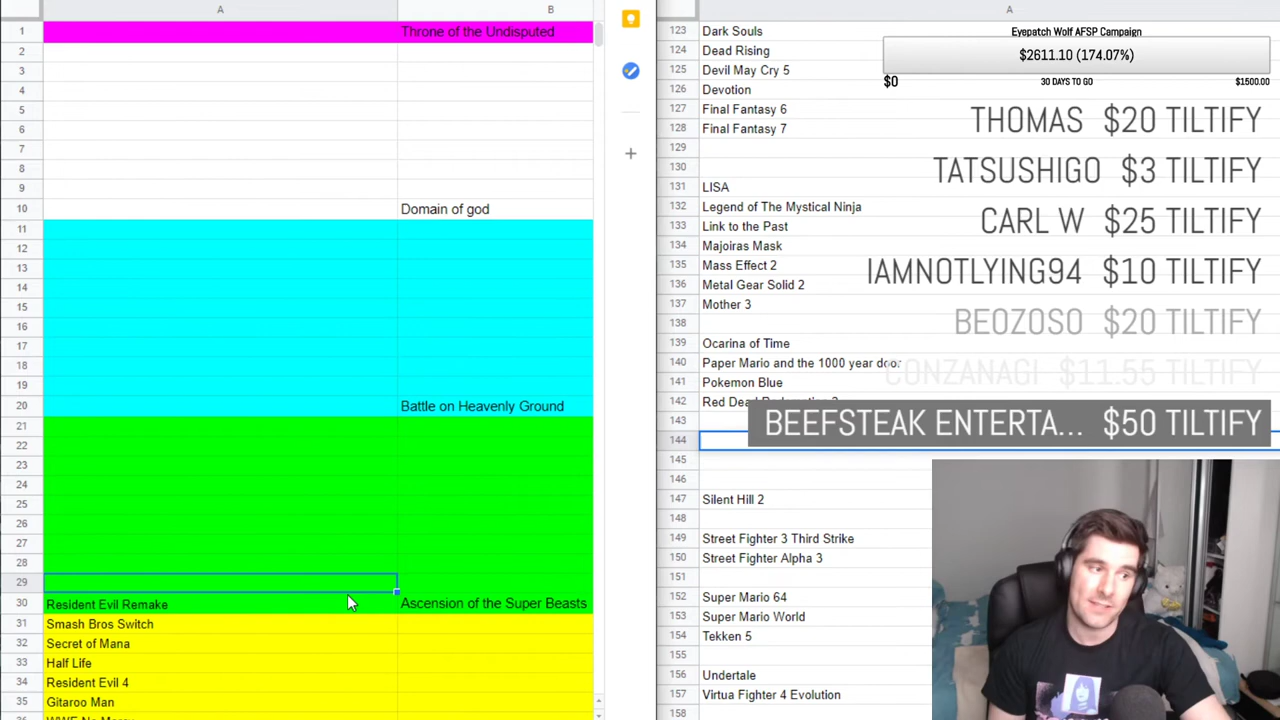 A
B
1 Throne of the Undisputed
2
3
4
5
6
7
8
9
10 Domain of god
11
12
13
14
15
16
17
18
19
20 Battle on Heavenly Ground
21
22
23
24
25
26
27
28
29
30 Resident Evil Remake Ascension of the Super Beasts
31 Smash Bros Switch
32 Secret of Mana
33 Half Life
34 Resident Evil 4
35 Gitaroo Man
A
123 Dark Souls
124 Dead Rising
125 Devil May Cry 5
126 Devotion
127 Final Fantasy 6
128 Final Fantasy 7
129
130
131 LISA
132 Legend of The Mystical Ninja
133 Link to the Past
134 Majoiras Mask
135 Mass Effect 2
136 Metal Gear Solid 2
137 Mother 3
138
139 Ocarina of Time
140 Paper Mario and the 1000 year door
141 Pokemon Blue
142 Red Dead
143
144
145
146
147 Silent Hill 2
148
149 Street Fighter 3 Third Strike
150 Street Fighter Alpha 3
151
152 Super Mario 64
153 Super Mario World
154 Tekken 5
155
156 Undertale
157 Virtua Fighter 4 Evolution
158
Eyepatch Wolf AFSP Campaign
$2611.10 (174.07%)
$0 30 DAYS TO GO $1500.00
THOMAS $20 TILTIFY
TATSUSHIGO $3 TILTIFY
CARL W $25 TILTIFY
IAMNOTLYING94 $10 TILTIFY
BEOZOSO $20 TILTIFY
CONZANAGI $11.55 TILTIFY
BEEFSTEAK ENTERTA... $50 TILTIFY